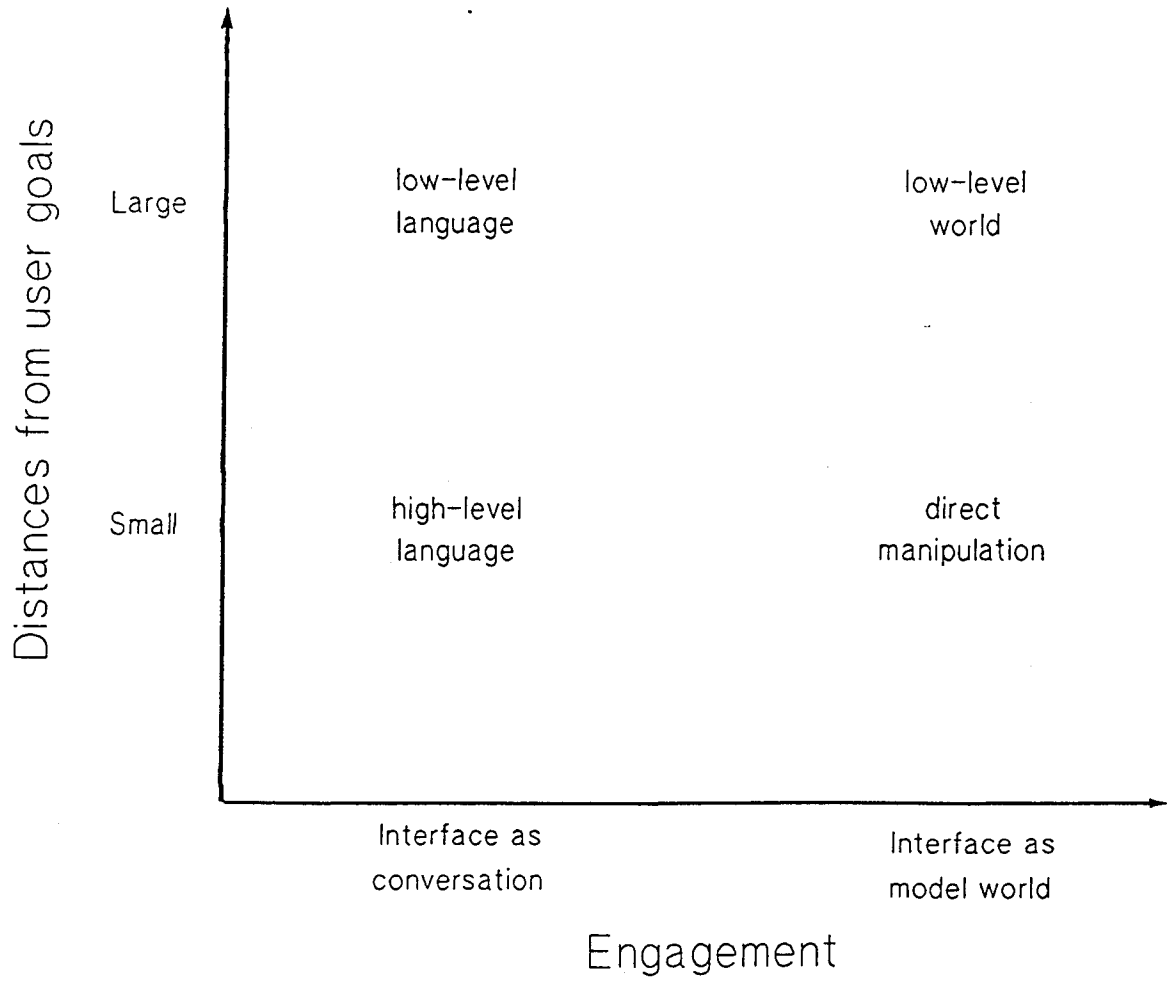 Distances from user goals
Large
low-level
language
low-level
world
Small
high-level
language
direct
manipulation
Interface as
conversation
Interface as
model world
Engagement